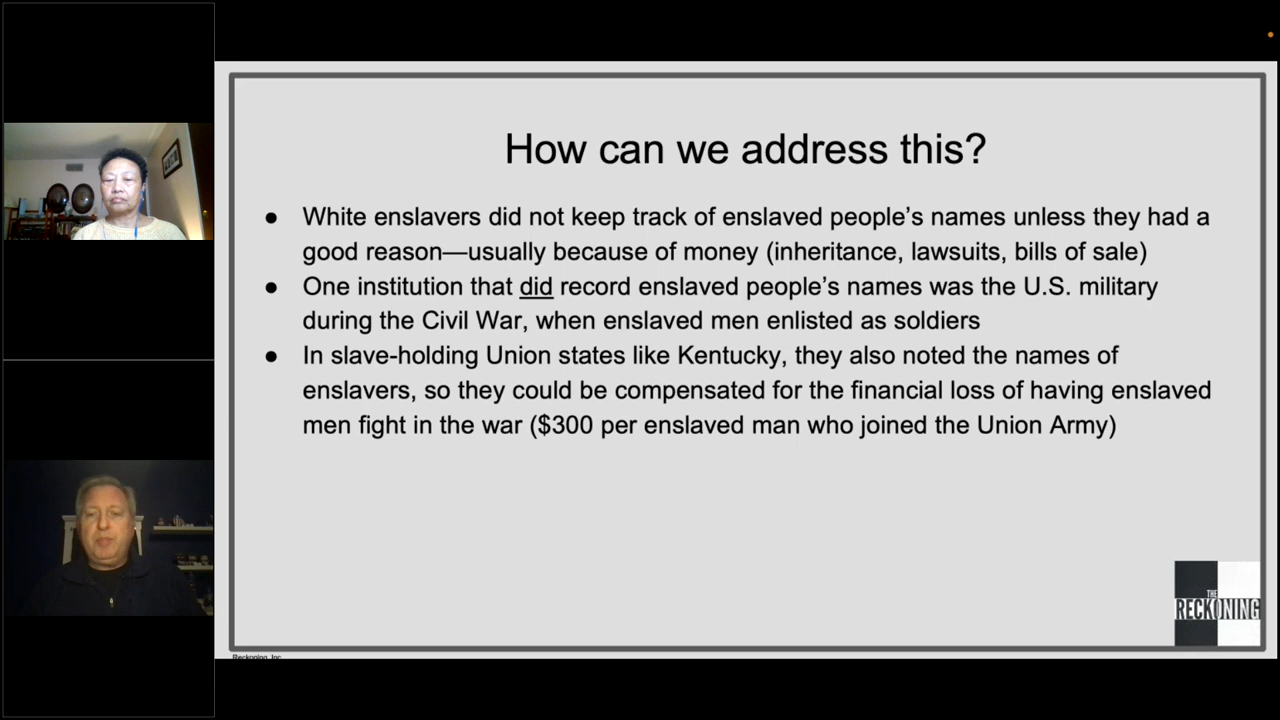 How can we address this?
● White enslavers did not keep track of enslaved people’s names unless they had a
good reason—usually because of money (inheritance, lawsuits, bills of sale)
● One institution that did record enslaved people’s names was the U.S. military
during the Civil War, when enslaved men enlisted as soldiers
● In slave-holding Union states like Kentucky, they also noted the names of
enslavers, so they could be compensated for the financial loss of having enslaved
men fight in the war ($300 per enslaved man who joined the Union Army)
THE
RECKONING
Reckoning, Inc.